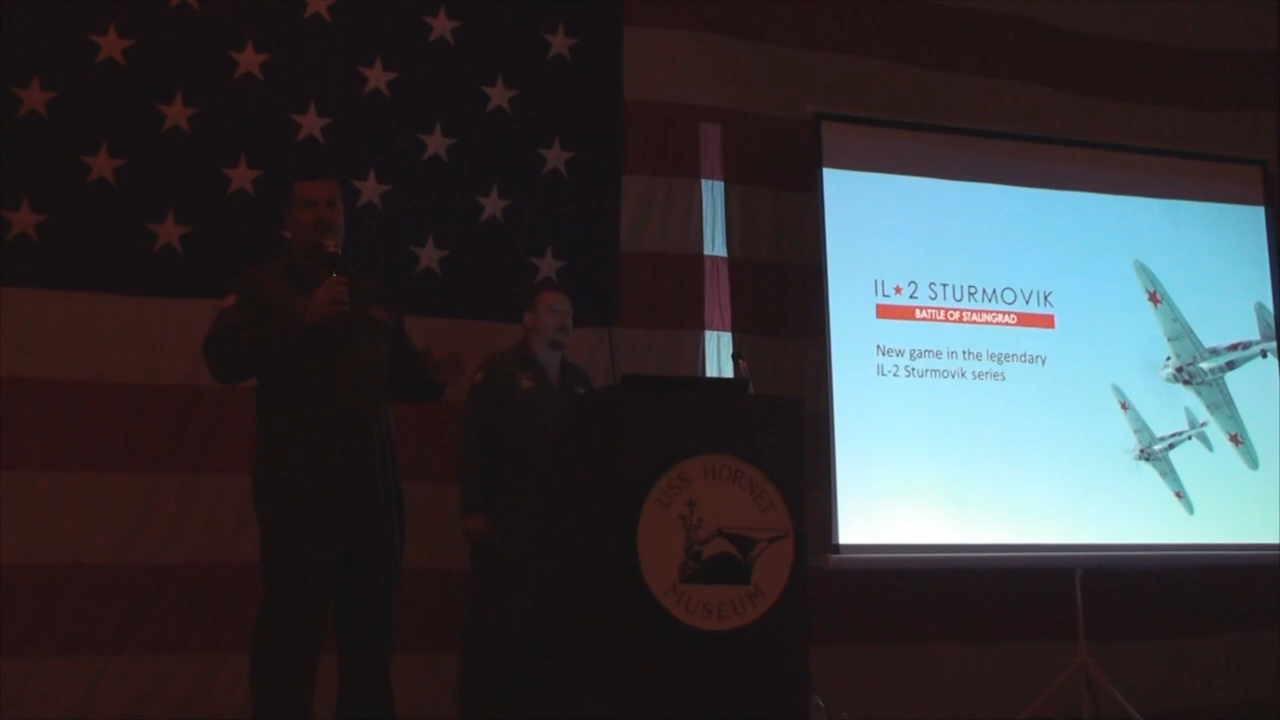 IL★2 STURMOVIK
BATTLE OF STALINGRAD
New game in the legendary
IL-2 Sturmovik series
USS HORNET
MUSEUM